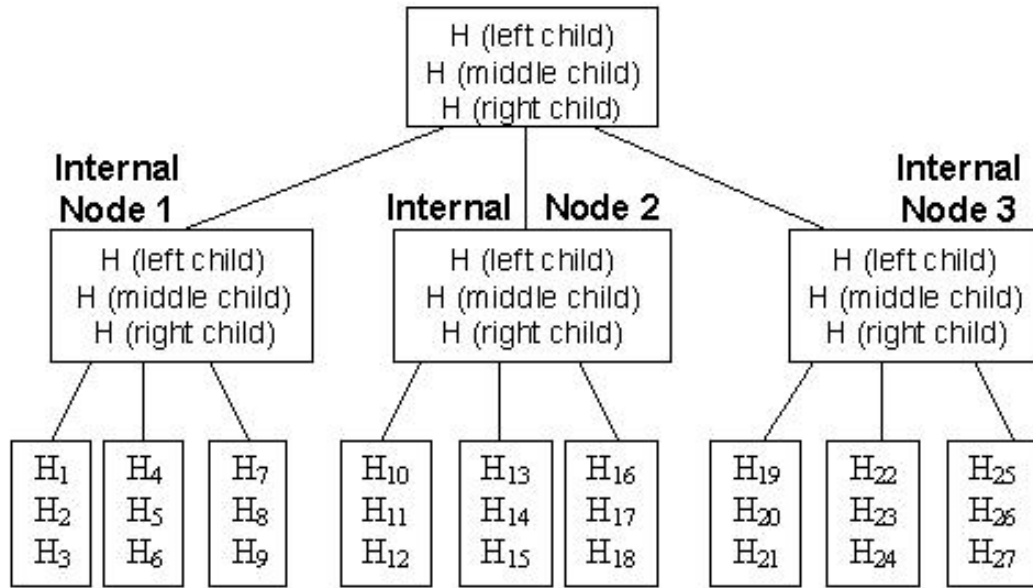 H (left child)
H (middle child)
H (right child)
Internal
Node 1
Internal Node 2
Internal
Node 3
H (left child)
H (middle child)
H (right child)
H (left child)
H (middle child)
H (right child)
H (left child)
H (middle child)
H (right child)
H₁
H₂
H₃
H₄
H₅
H₆
H₇
H₈
H₉
H₁₀
H₁₁
H₁₂
H₁₃
H₁₄
H₁₅
H₁₆
H₁₇
H₁₈
H₁₉
H₂₀
H₂₁
H₂₂
H₂₃
H₂₄
H₂₅
H₂₆
H₂₇